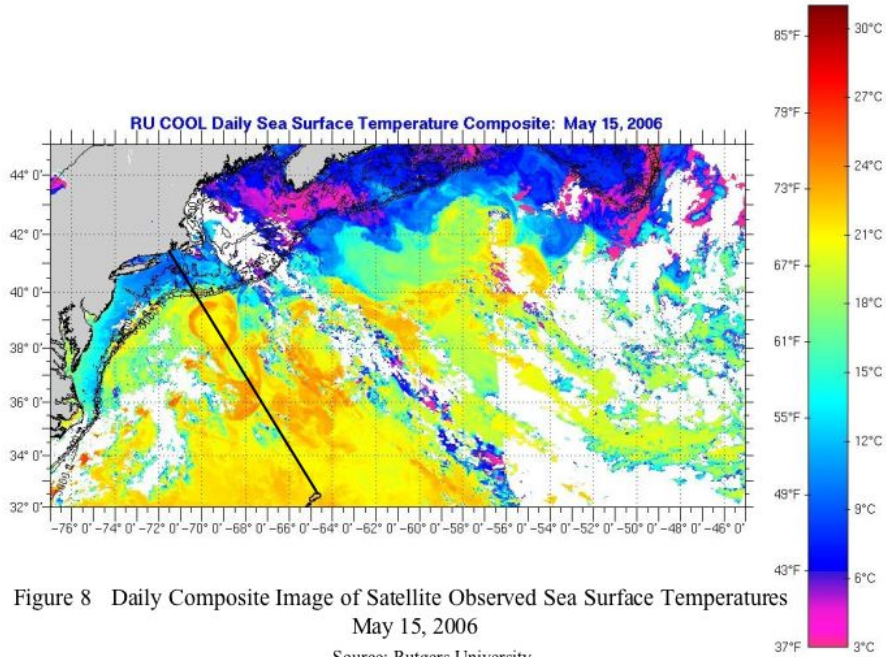 RU COOL Daily Sea Surface Temperature Composite: May 15, 2006
44° 0'
42° 0'
40° 0'
38° 0'
36° 0'
34° 0'
32° 0'
-76° 0' -74° 0' -72° 0' -70° 0' -68° 0' -66° 0' -64° 0' -62° 0' -60° 0' -58° 0' -56° 0' -54° 0' -52° 0' -50° 0' -48° 0' -46° 0'
85°F 30°C
79°F 27°C
73°F 24°C
67°F 21°C
61°F 18°C
55°F 15°C
49°F 12°C
43°F 9°C
37°F 6°C
3°C
Figure 8 Daily Composite Image of Satellite Observed Sea Surface Temperatures
May 15, 2006
Source: Rutgers University